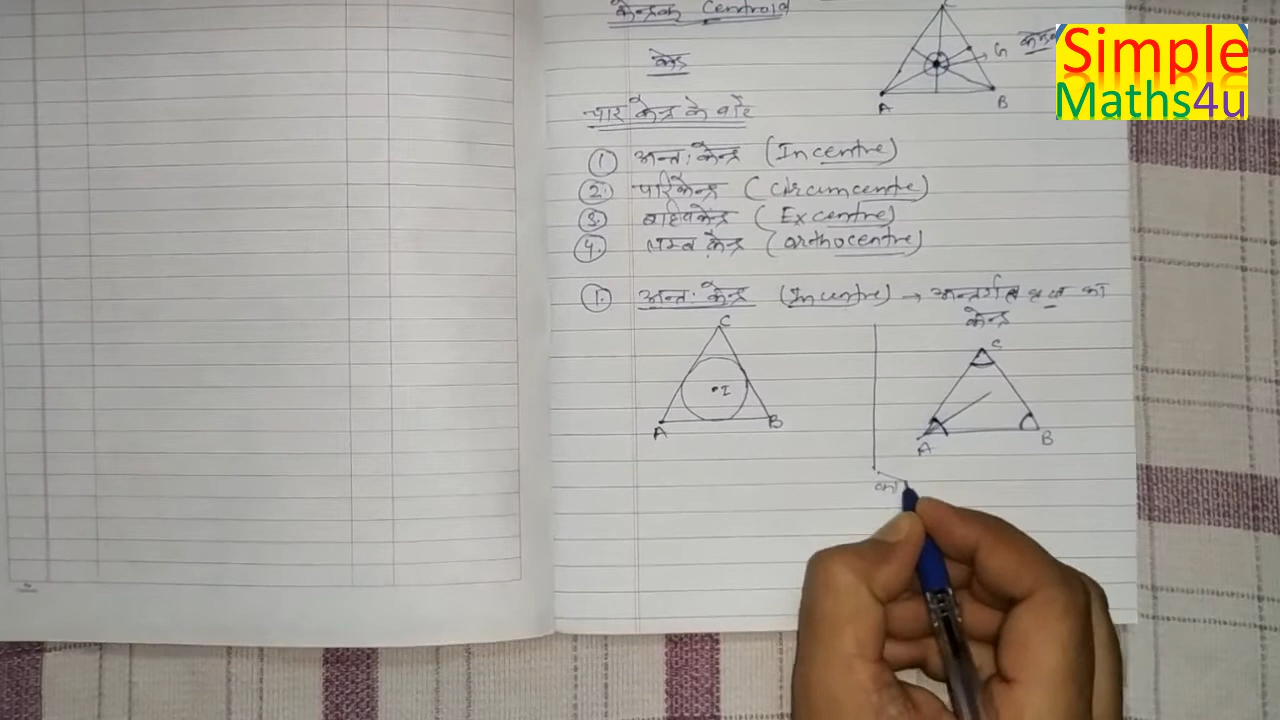 केन्द्रक Centroid
C
G केन्द्रक
A B
Simple
Maths4u
केन्द्र
चार केन्द्र के बारे
1 अन्तः केन्द्र (Incentre)
2. परिकेन्द्र (Circumcentre)
3. बाह्यकेन्द्र (Excentre)
4. लम्ब केन्द्र (orthocentre)
1. अन्तः केन्द्र (Incentre) → अन्तर्गत वृत्त का
केन्द्र
C
I
A B
C
A B